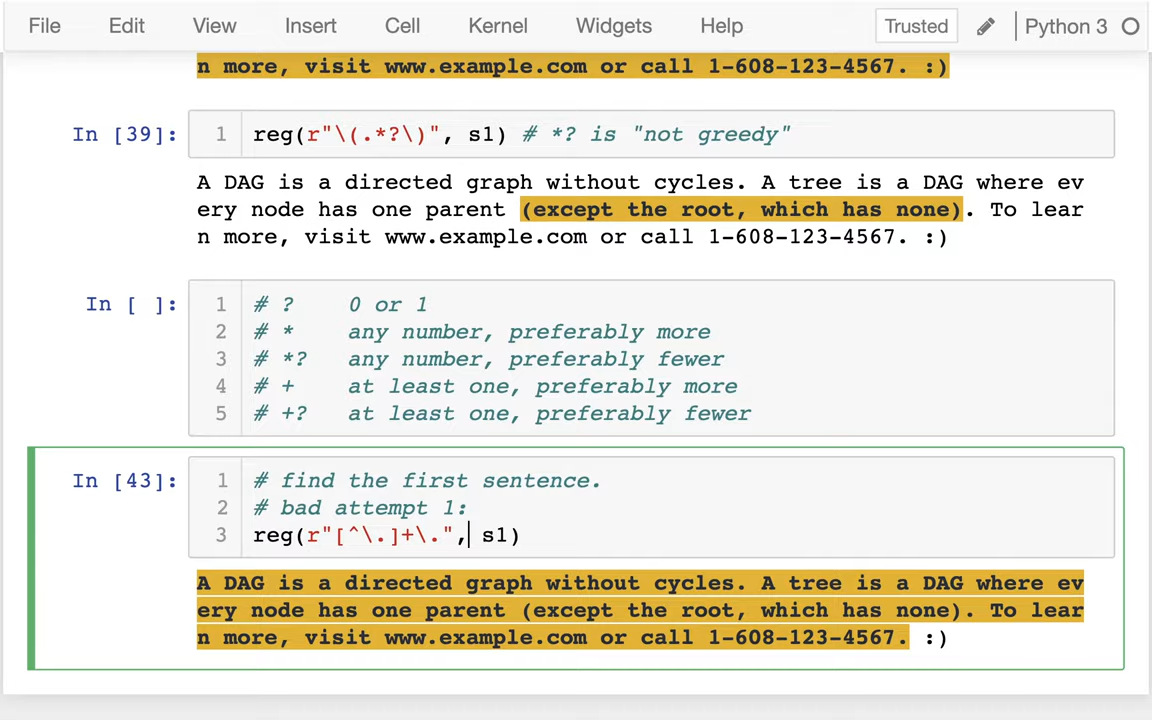 File Edit View Insert Cell Kernel Widgets Help Trusted Python 3
n more, visit www.example.com or call 1-608-123-4567. :)
In [39]: 1 reg(r"\(.*?\)", s1) # *? is "not greedy"
A DAG is a directed graph without cycles. A tree is a DAG where ev
ery node has one parent (except the root, which has none). To lear
n more, visit www.example.com or call 1-608-123-4567. :)
In [ ]: 1 # ? 0 or 1
2 # * any number, preferably more
3 # *? any number, preferably fewer
4 # + at least one, preferably more
5 # +? at least one, preferably fewer
In [43]: 1 # find the first sentence.
2 # bad attempt 1:
3 reg(r"[^\.]+\.", s1)
A DAG is a directed graph without cycles. A tree is a DAG where ev
ery node has one parent (except the root, which has none). To lear
n more, visit www.example.com or call 1-608-123-4567. :)